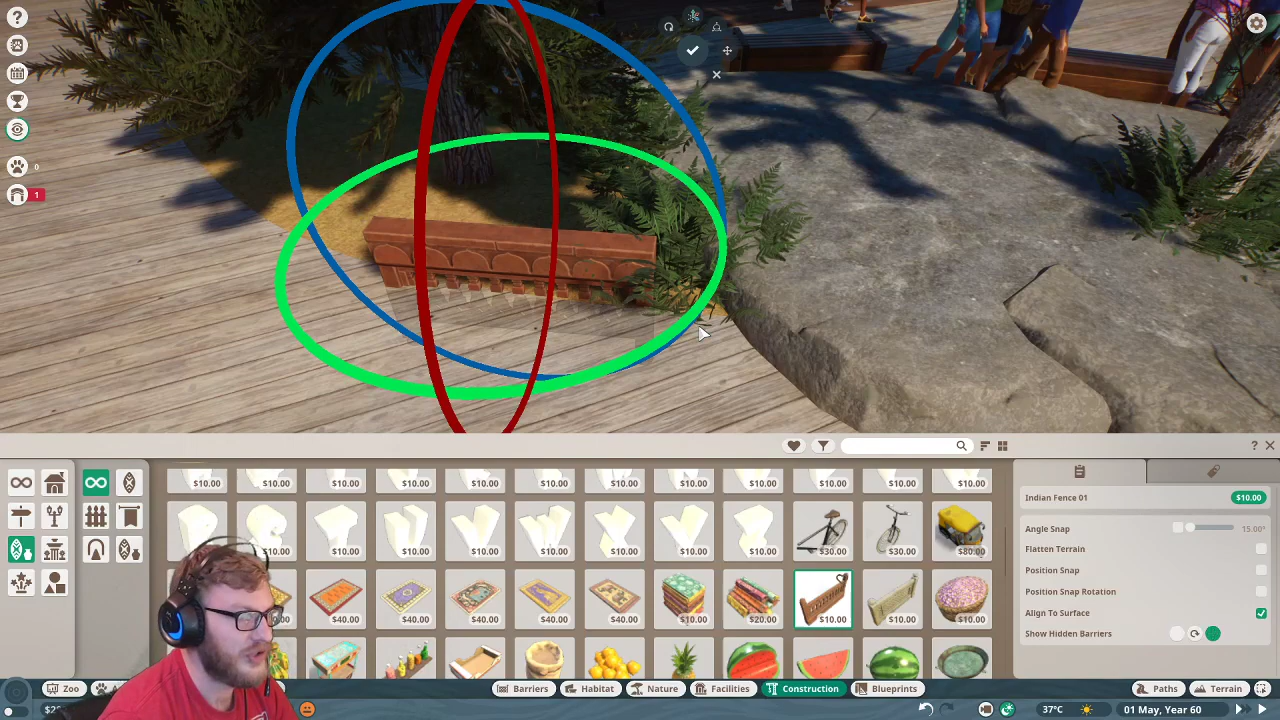 ?
0
1
? ×
$10.00 $10.00 $10.00 $10.00 $10.00 $10.00 $10.00 $10.00 $10.00 $10.00 $10.00 $10.00
Indian Fence 01 $10.00
Angle Snap 15.00°
$10.00 $10.00 $10.00 $10.00 $10.00 $10.00 $10.00 $10.00 $30.00 $30.00 $80.00
Flatten Terrain
Position Snap
Position Snap Rotation
Align To Surface
$40.00 $40.00 $40.00 $40.00 $40.00 $10.00 $20.00 $10.00 $10.00 $10.00
Show Hidden Barriers
Zoo Barriers Habitat Nature Facilities Construction Blueprints Paths Terrain
37°C 01 May, Year 60